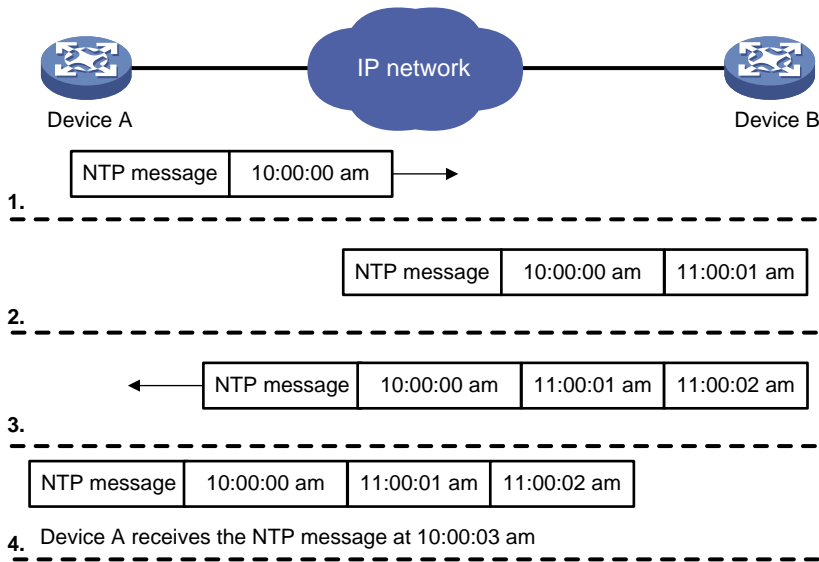 IP network
Device A
Device B
NTP message 10:00:00 am
1.
NTP message 10:00:00 am 11:00:01 am
2.
NTP message 10:00:00 am 11:00:01 am 11:00:02 am
3.
NTP message 10:00:00 am 11:00:01 am 11:00:02 am
4. Device A receives the NTP message at 10:00:03 am